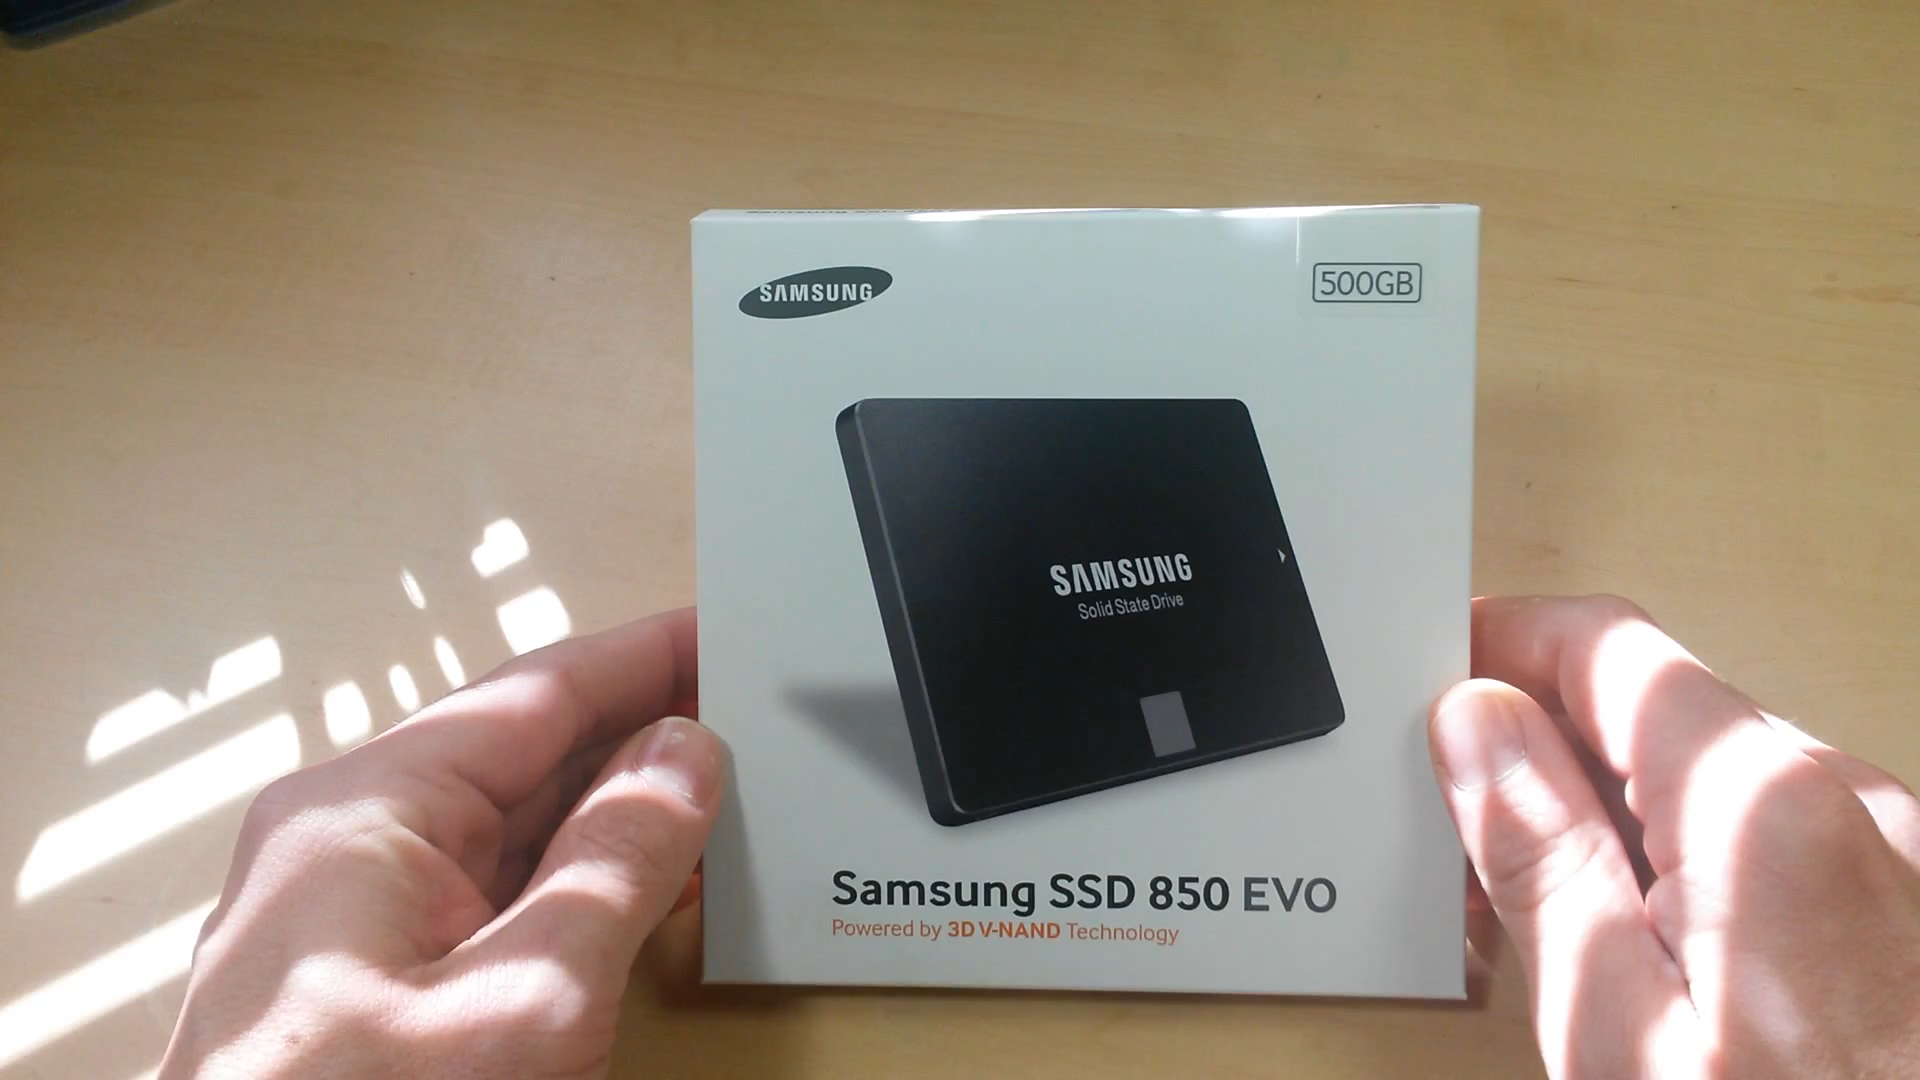 SAMSUNG
500GB
SAMSUNG
Solid State Drive
Samsung SSD 850 EVO
Powered by 3D V-NAND Technology